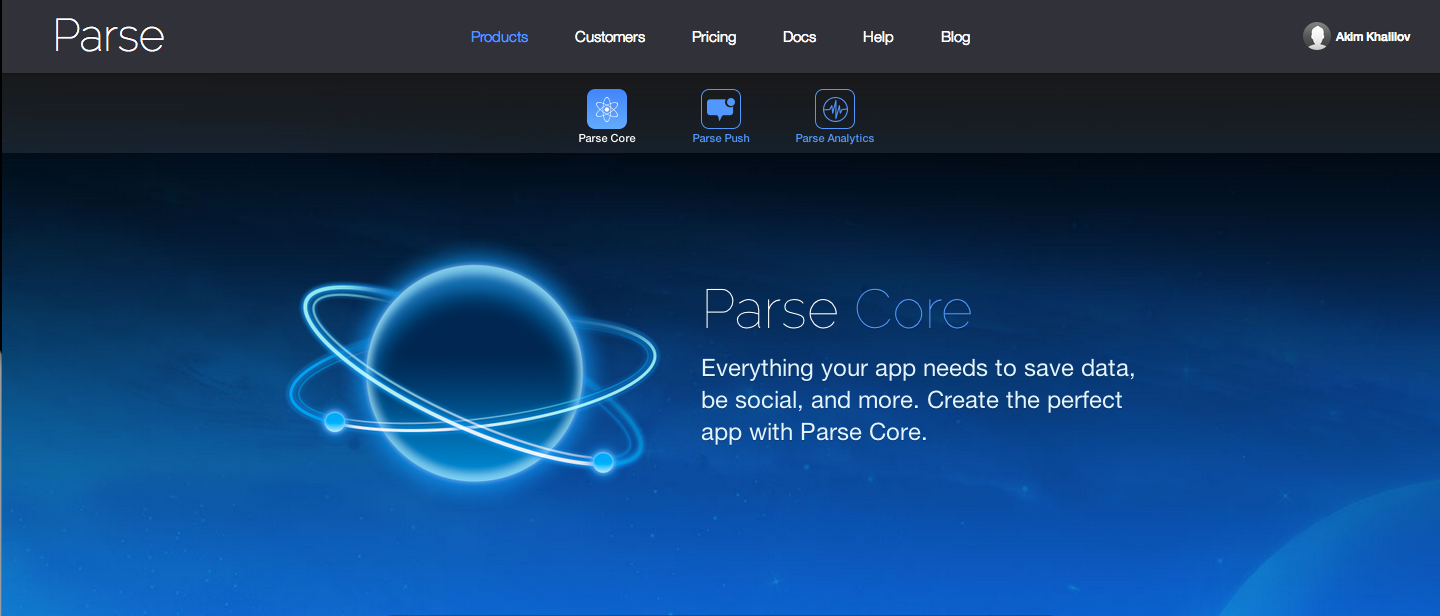 Parse
Products Customers Pricing Docs Help Blog
Akim Khalilov
Parse Core Parse Push Parse Analytics
Parse Core
Everything your app needs to save data,
be social, and more. Create the perfect
app with Parse Core.